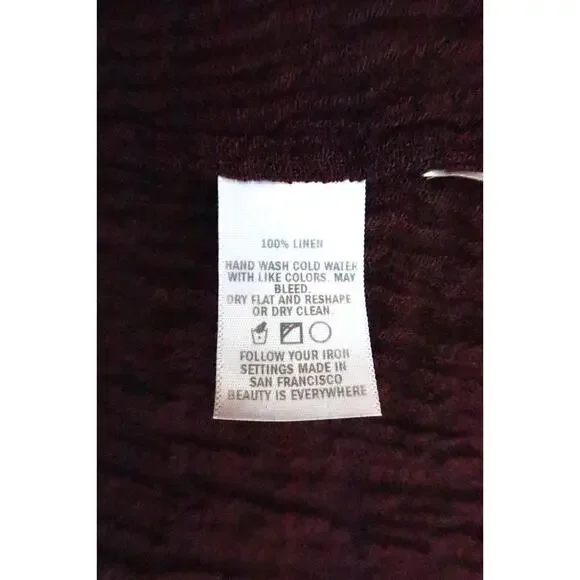 100% LINEN
HAND WASH COLD WATER
WITH LIKE COLORS. MAY
BLEED.
DRY FLAT AND RESHAPE
OR DRY CLEAN.
FOLLOW YOUR IRON
SETTINGS MADE IN
SAN FRANCISCO
BEAUTY IS EVERYWHERE